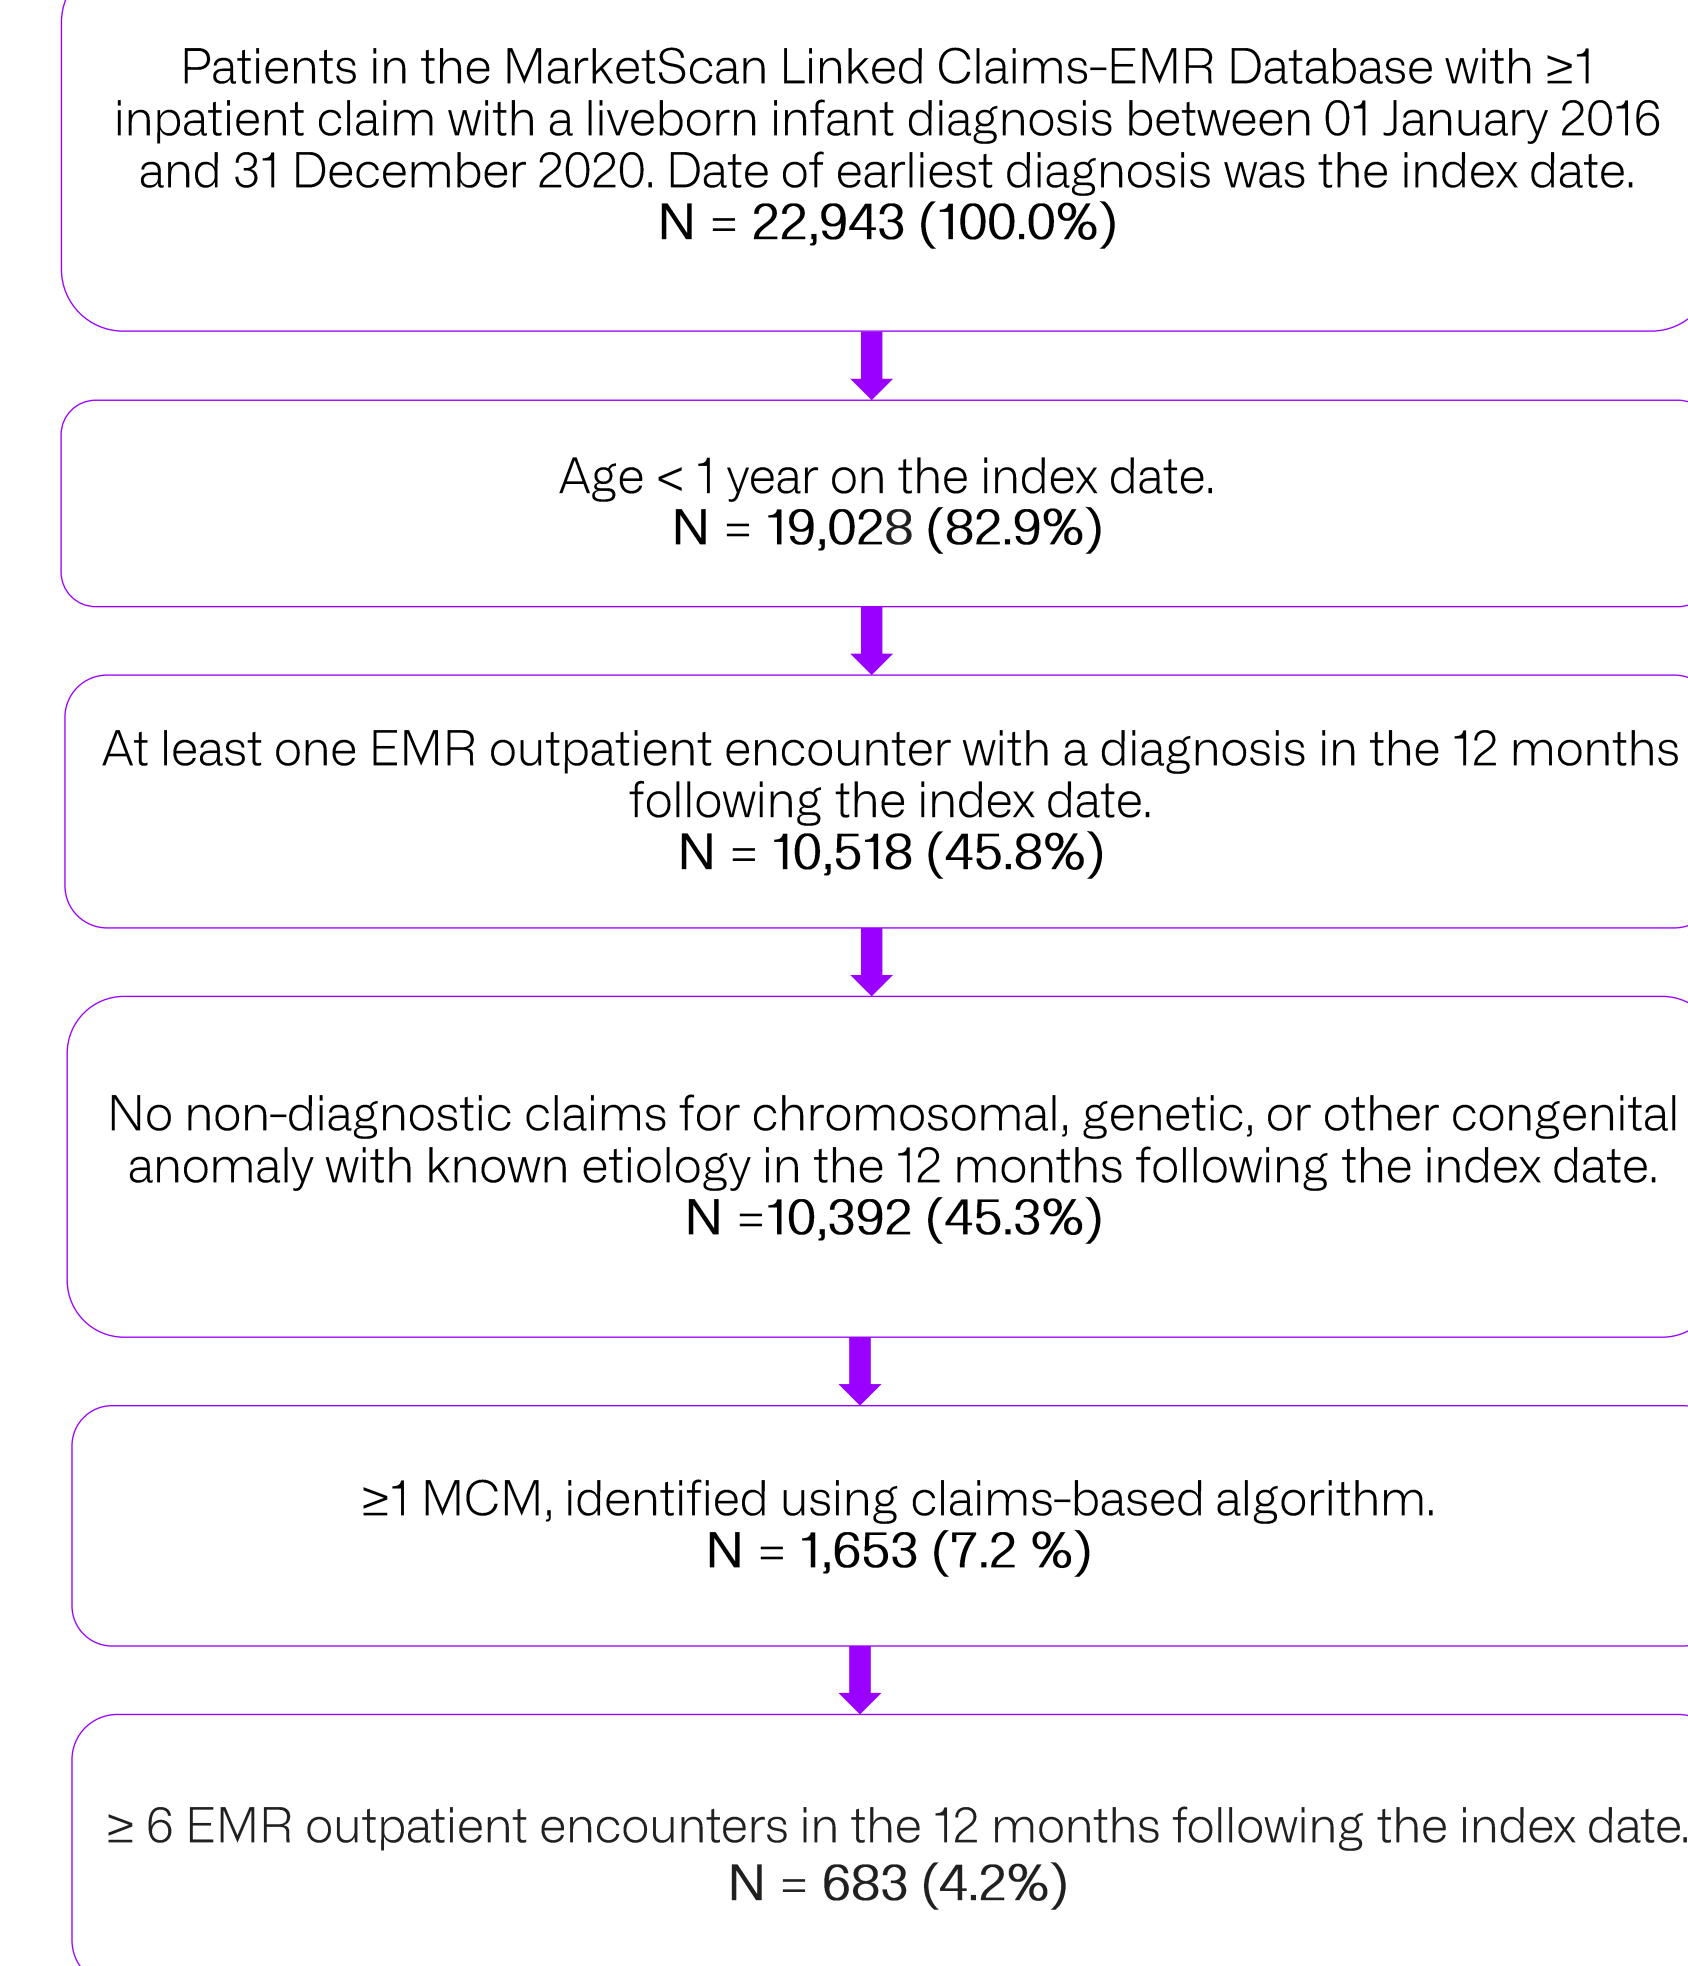 Patients in the MarketScan Linked Claims-EMR Database with ≥1
inpatient claim with a liveborn infant diagnosis between 01 January 2016
and 31 December 2020. Date of earliest diagnosis was the index date.
N = 22,943 (100.0%)
Age < 1 year on the index date.
N = 19,028 (82.9%)
At least one EMR outpatient encounter with a diagnosis in the 12 months
following the index date.
N = 10,518 (45.8%)
No non-diagnostic claims for chromosomal, genetic, or other congenital
anomaly with known etiology in the 12 months following the index date.
N =10,392 (45.3%)
≥1 MCM, identified using claims-based algorithm.
N = 1,653 (7.2 %)
≥ 6 EMR outpatient encounters in the 12 months following the index date.
N = 683 (4.2%)